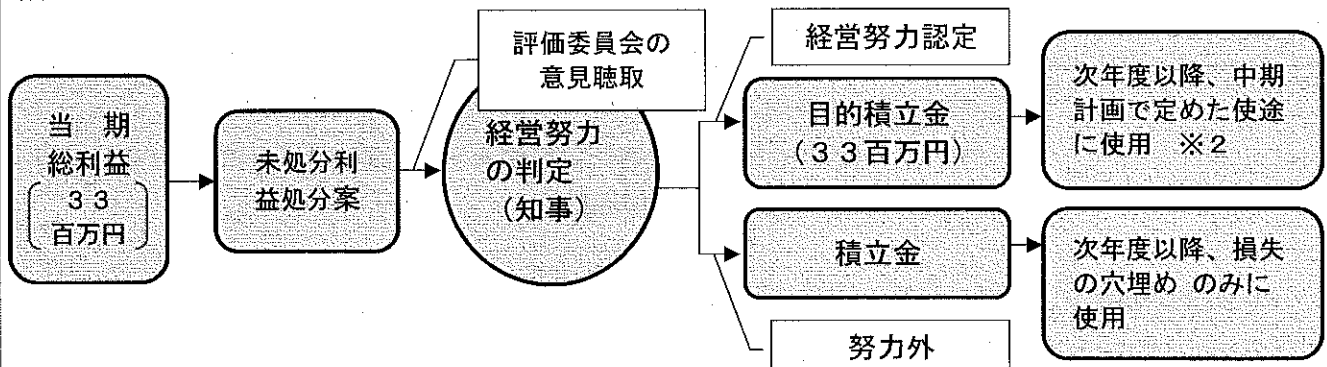 当　期
総利益
３３
百万円
未処分利
益処分案
評価委員会の
意見聴取
経営努力
の判定
（知事）
経営努力認定
目的積立金
（３３百万円）
次年度以降、中期
計画で定めた使途
に使用　※２
積立金
次年度以降、損失
の穴埋め のみに
使用
努力外